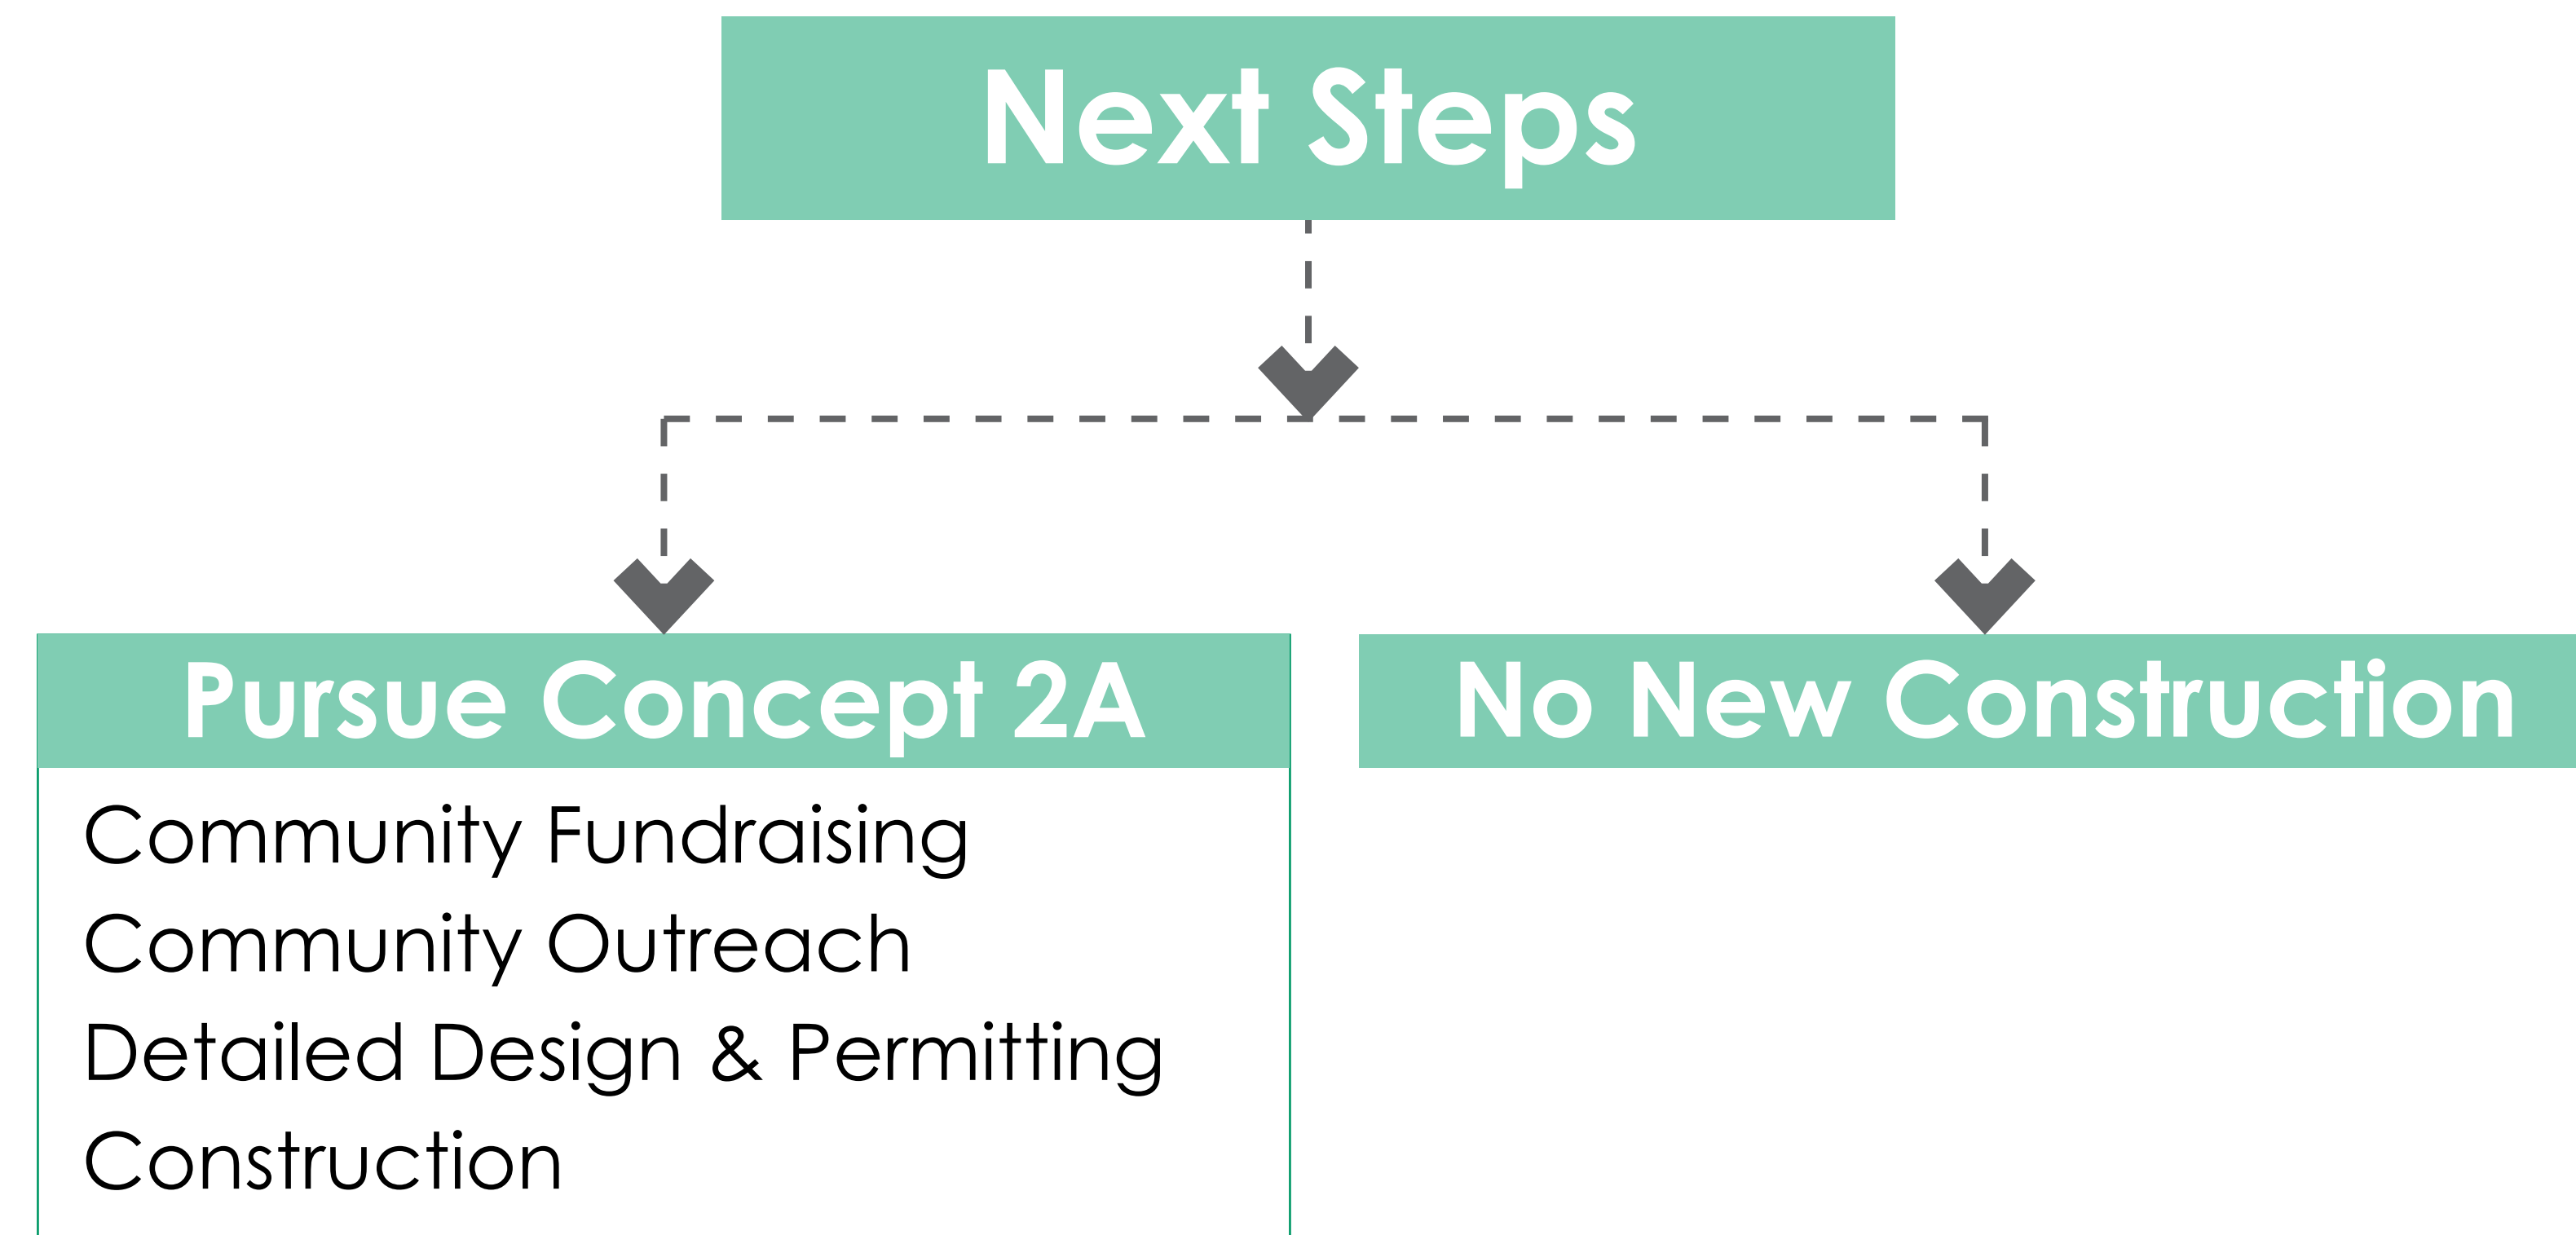 Next Steps
Pursue Concept 2A
No New Construction
Community Fundraising
Community Outreach
Detailed Design & Permitting
Construction